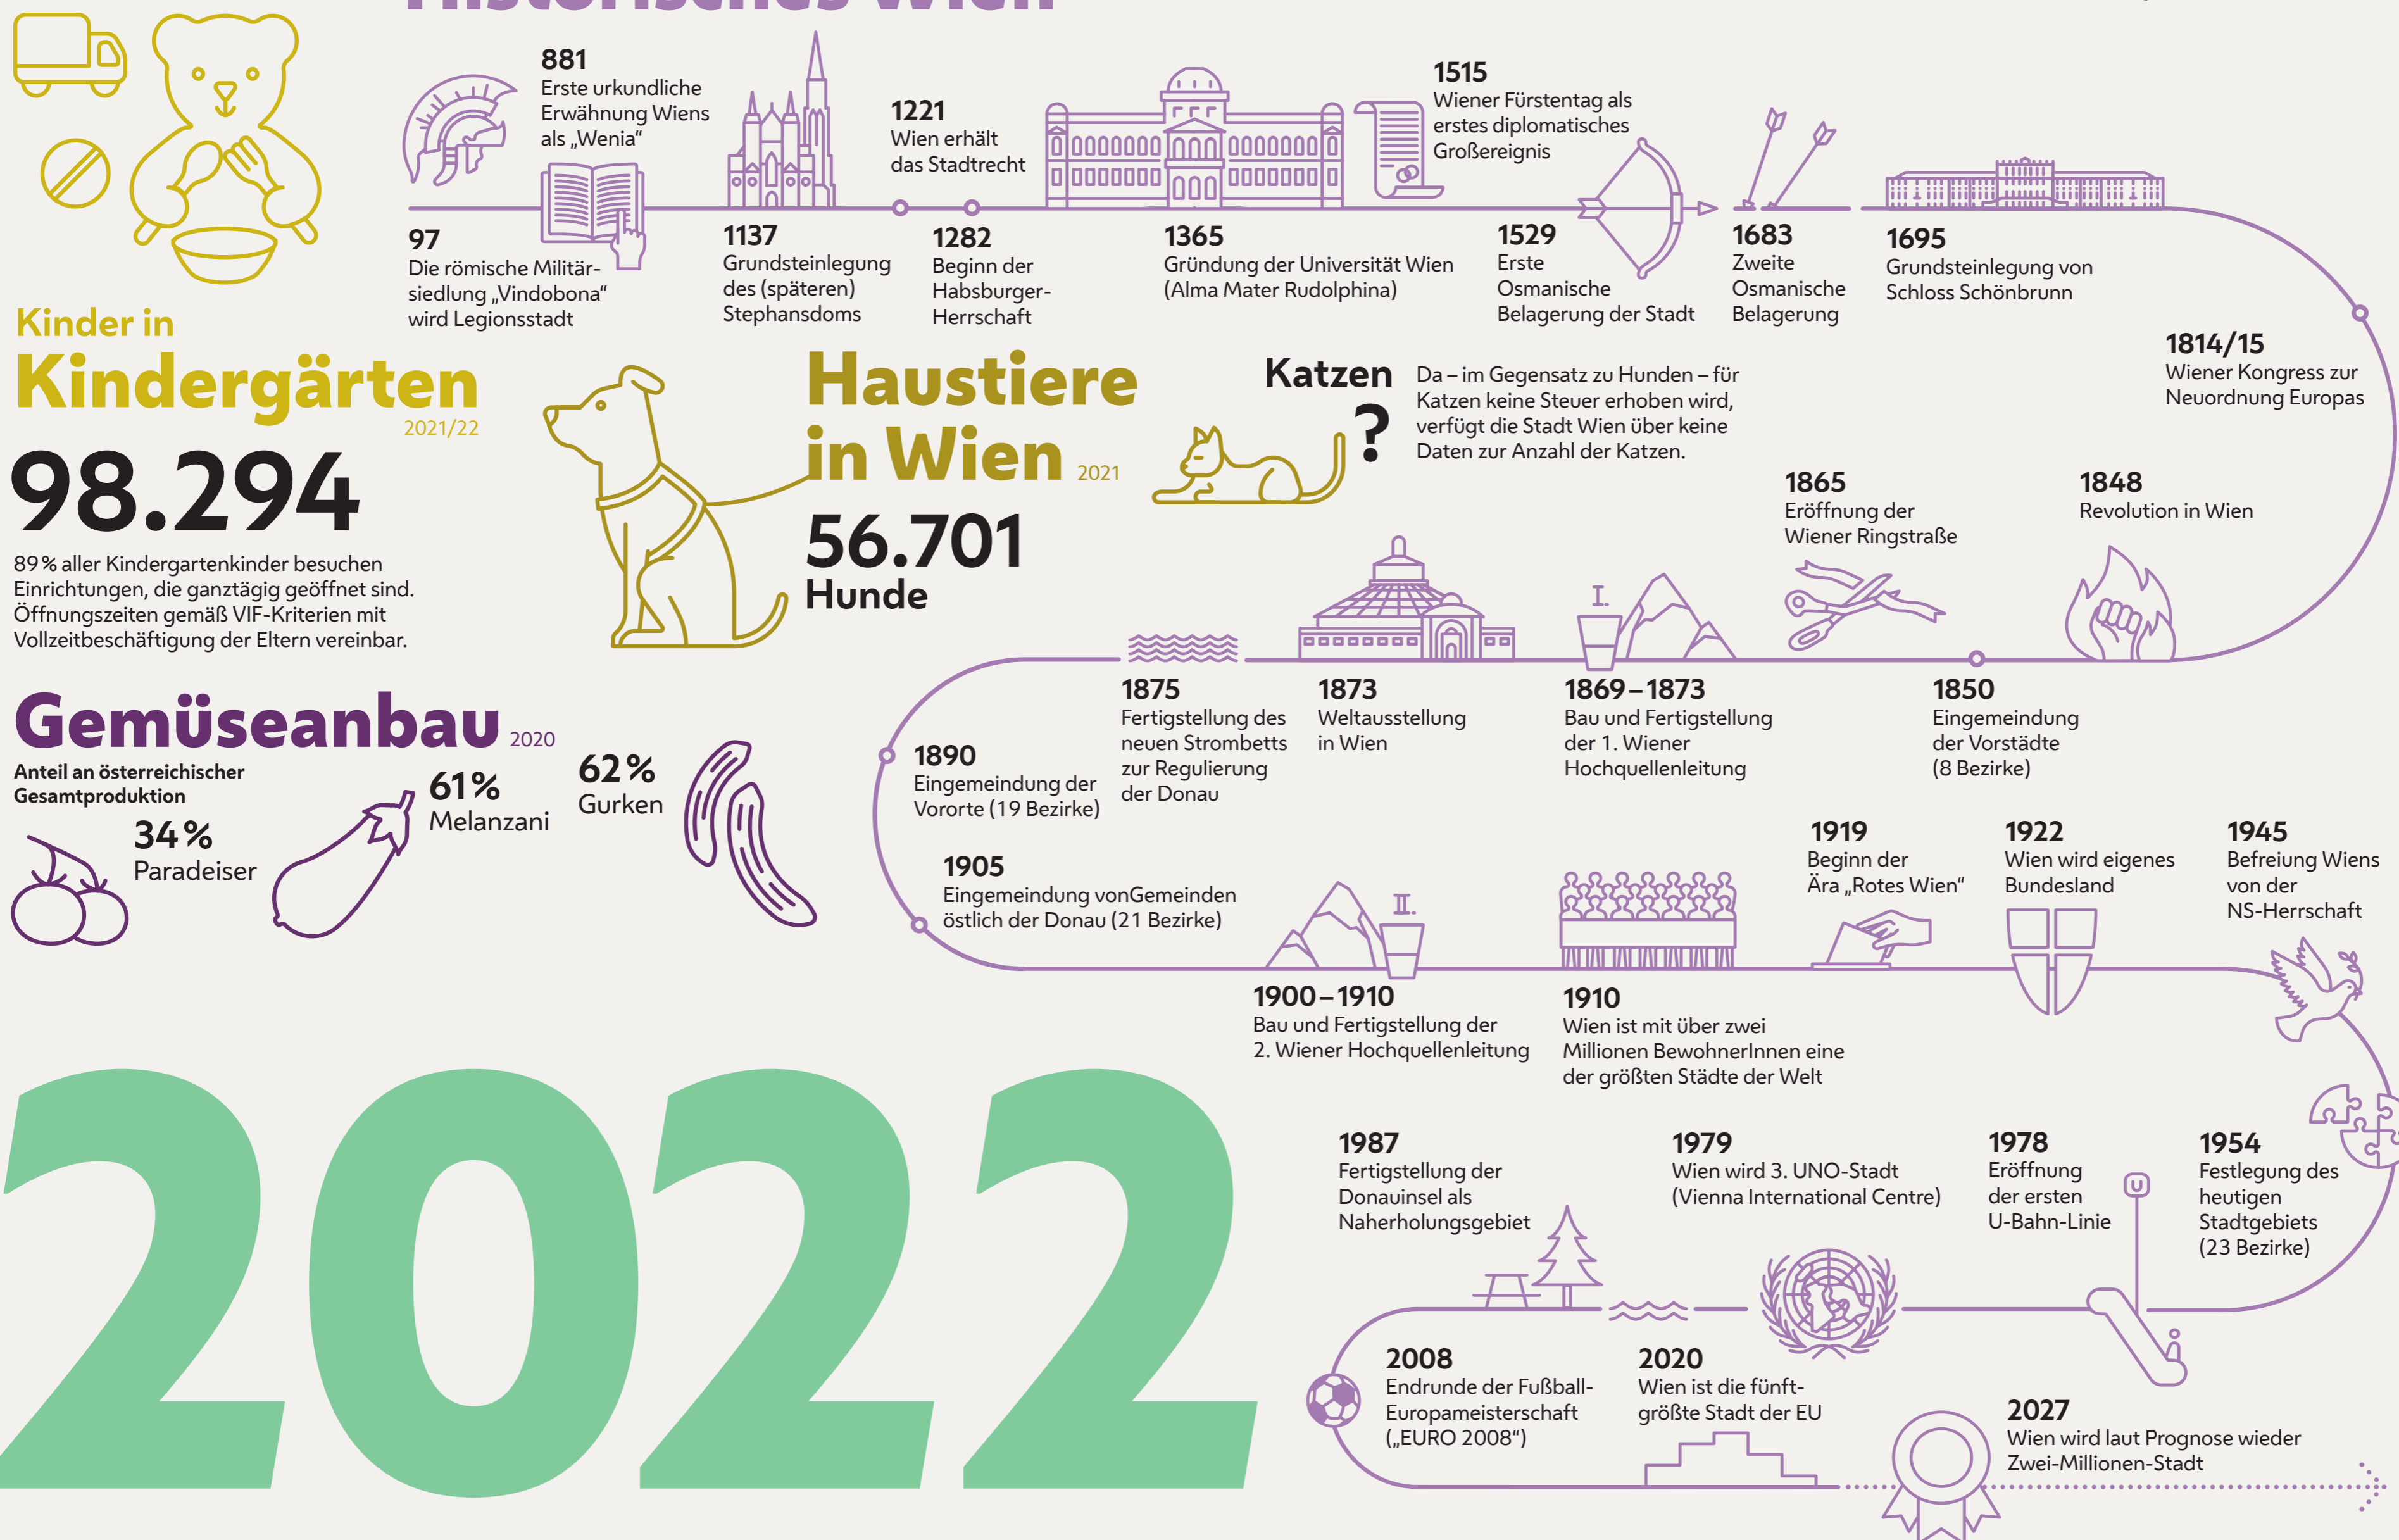 Historisches Wien
97
Die römische Militär-
siedlung „Vindobona“
wird Legionsstadt
881
Erste urkundliche
Erwähnung Wiens
als „Wenia“
1137
Grundsteinlegung
des (späteren)
Stephansdoms
1221
Wien erhält
das Stadtrecht
1282
Beginn der
Habsburger-
Herrschaft
1365
Gründung der Universität Wien
(Alma Mater Rudolphina)
1515
Wiener Fürstentag als
erstes diplomatisches
Großereignis
1529
Erste
Osmanische
Belagerung der Stadt
1683
Zweite
Osmanische
Belagerung
1695
Grundsteinlegung von
Schloss Schönbrunn
1814/15
Wiener Kongress zur
Neuordnung Europas
Kinder in
Kindergärten
2021/22
98.294
89 % aller Kindergartenkinder besuchen
Einrichtungen, die ganztägig geöffnet sind.
Öffnungszeiten gemäß VIF-Kriterien mit
Vollzeitbeschäftigung der Eltern vereinbar.
Haustiere
in Wien 2021
56.701
Hunde
Katzen
?
Da – im Gegensatz zu Hunden – für
Katzen keine Steuer erhoben wird,
verfügt die Stadt Wien über keine
Daten zur Anzahl der Katzen.
1848
Revolution in Wien
1850
Eingemeindung
der Vorstädte
(8 Bezirke)
1865
Eröffnung der
Wiener Ringstraße
I.
1869–1873
Bau und Fertigstellung
der 1. Wiener
Hochquellenleitung
1873
Weltausstellung
in Wien
1875
Fertigstellung des
neuen Strombetts
zur Regulierung
der Donau
1890
Eingemeindung der
Vororte (19 Bezirke)
1905
Eingemeindung vonGemeinden
östlich der Donau (21 Bezirke)
Gemüseanbau 2020
Anteil an österreichischer
Gesamtproduktion
34 %
Paradeiser
61 %
Melanzani
62 %
Gurken
II.
1900–1910
Bau und Fertigstellung der
2. Wiener Hochquellenleitung
1910
Wien ist mit über zwei
Millionen BewohnerInnen eine
der größten Städte der Welt
1919
Beginn der
Ära „Rotes Wien“
1922
Wien wird eigenes
Bundesland
1945
Befreiung Wiens
von der
NS-Herrschaft
1954
Festlegung des
heutigen
Stadtgebiets
(23 Bezirke)
1978
Eröffnung
der ersten
U-Bahn-Linie
U
1979
Wien wird 3. UNO-Stadt
(Vienna International Centre)
1987
Fertigstellung der
Donauinsel als
Naherholungsgebiet
2008
Endrunde der Fußball-
Europameisterschaft
(„EURO 2008“)
2020
Wien ist die fünft-
größte Stadt der EU
2027
Wien wird laut Prognose wieder
Zwei-Millionen-Stadt
2022